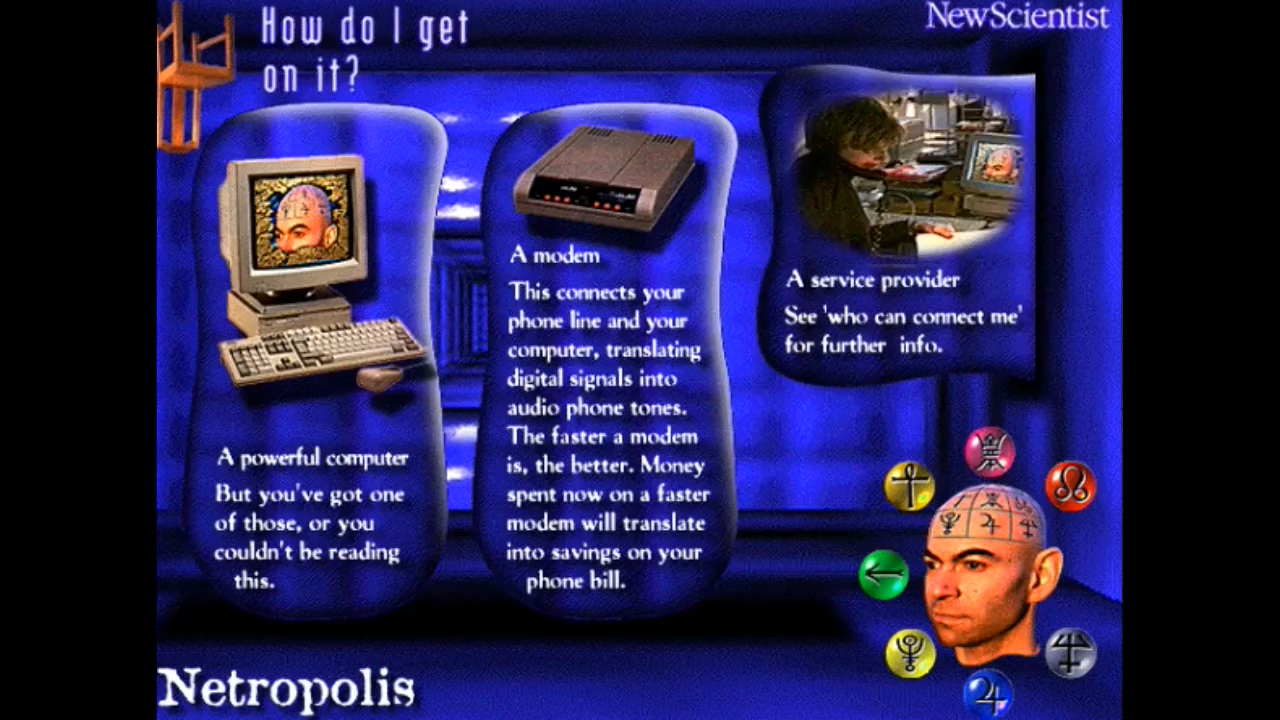 How do I get
on it?
NewScientist
A powerful computer
But you've got one
of those, or you
couldn't be reading
this.
A modem
This connects your
phone line and your
computer, translating
digital signals into
audio phone tones.
The faster a modem
is, the better. Money
spent now on a faster
modem will translate
into savings on your
phone bill.
A service provider
See 'who can connect me'
for further info.
Netropolis